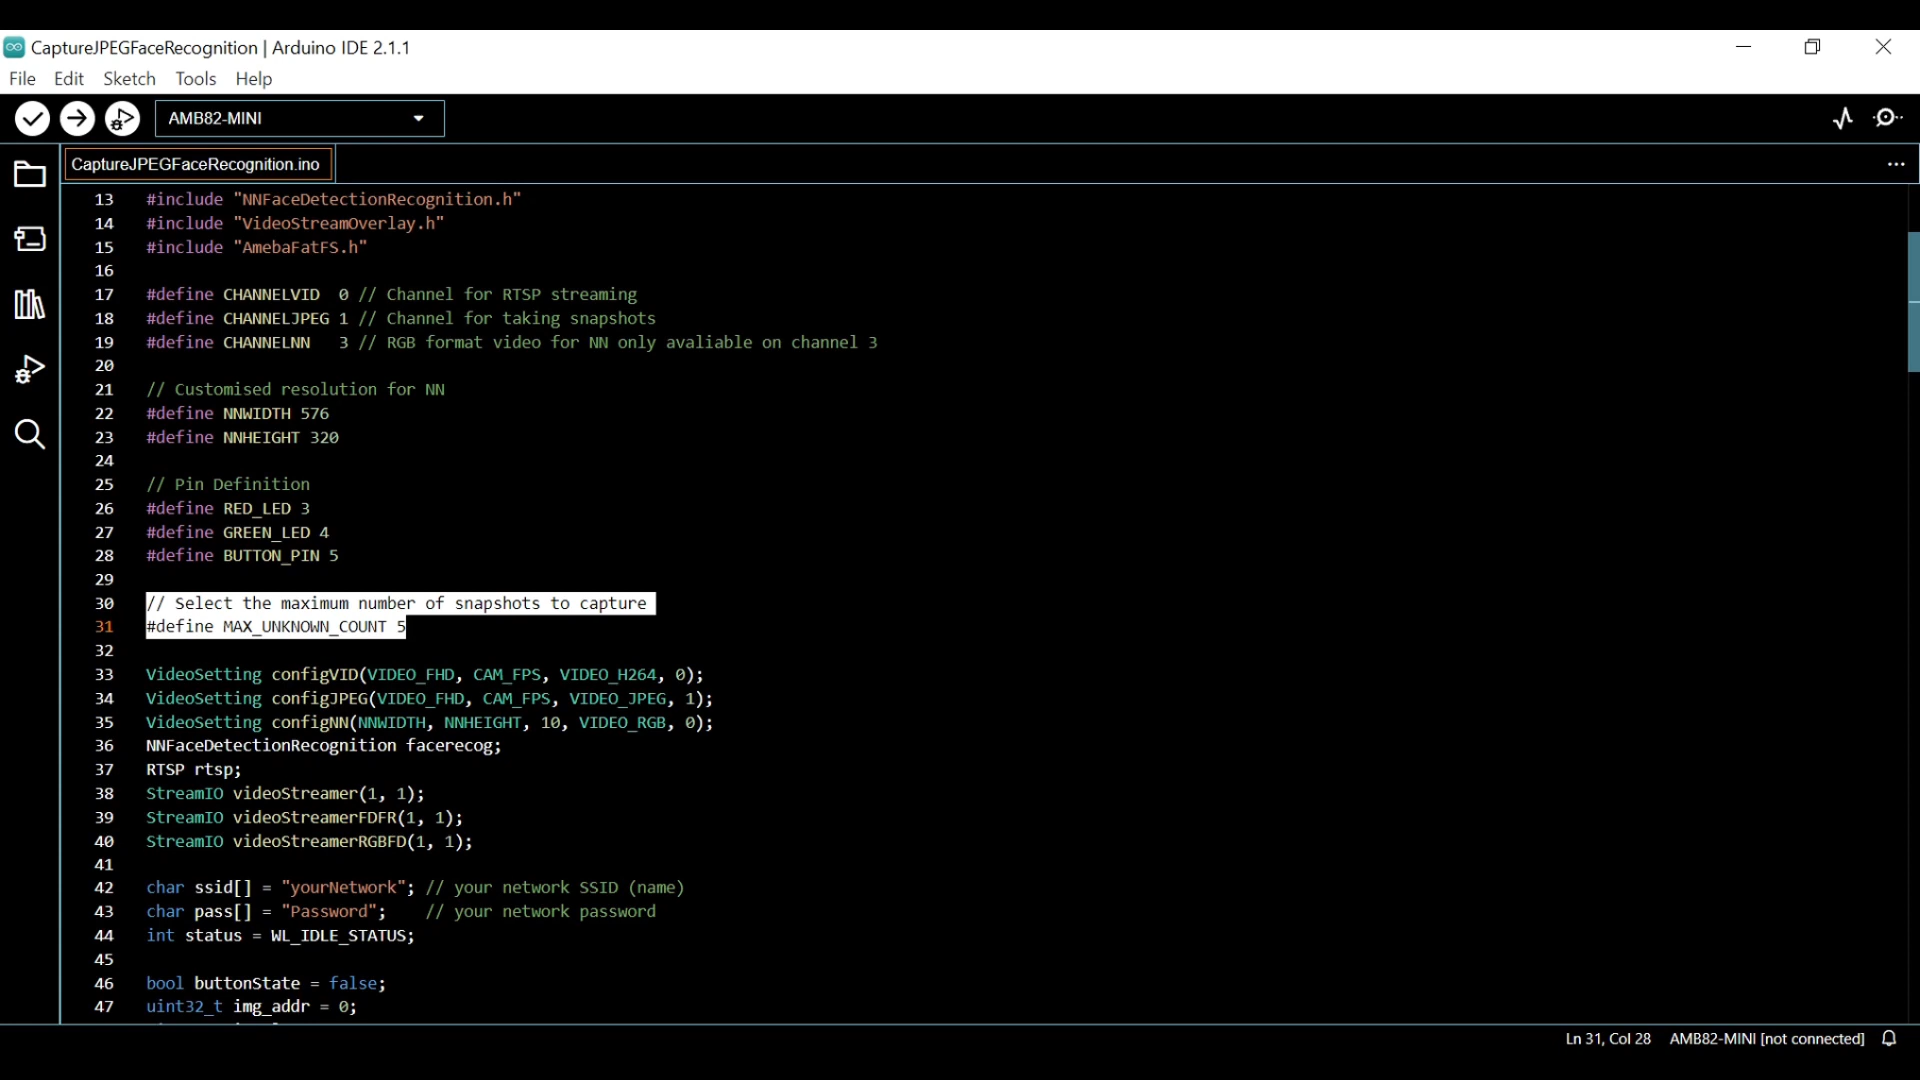 CaptureJPEGFaceRecognition | Arduino IDE 2.1.1
File Edit Sketch Tools Help
AMB82-MINI
CaptureJPEGFaceRecognition.ino
13 #include "NNFaceDetectionRecognition.h"
14 #include "VideoStreamOverlay.h"
15 #include "AmebaFatFS.h"
16
17 #define CHANNELVID  0 // Channel for RTSP streaming
18 #define CHANNELJPEG 1 // Channel for taking snapshots
19 #define CHANNELNN   3 // RGB format video for NN only avaliable on channel 3
20
21 // Customised resolution for NN
22 #define NNWIDTH 576
23 #define NNHEIGHT 320
24
25 // Pin Definition
26 #define RED_LED 3
27 #define GREEN_LED 4
28 #define BUTTON_PIN 5
29
30 // Select the maximum number of snapshots to capture
31 #define MAX_UNKNOWN_COUNT 5
32
33 VideoSetting configVID(VIDEO_FHD, CAM_FPS, VIDEO_H264, 0);
34 VideoSetting configJPEG(VIDEO_FHD, CAM_FPS, VIDEO_JPEG, 1);
35 VideoSetting configNN(NNWIDTH, NNHEIGHT, 10, VIDEO_RGB, 0);
36 NNFaceDetectionRecognition facerecog;
37 RTSP rtsp;
38 StreamIO videoStreamer(1, 1);
39 StreamIO videoStreamerFDFR(1, 1);
40 StreamIO videoStreamerRGBFD(1, 1);
41
42 char ssid[] = "yourNetwork"; // your network SSID (name)
43 char pass[] = "Password";    // your network password
44 int status = WL_IDLE_STATUS;
45
46 bool buttonState = false;
47 uint32_t img_addr = 0;
Ln 31, Col 28 AMB82-MINI [not connected]